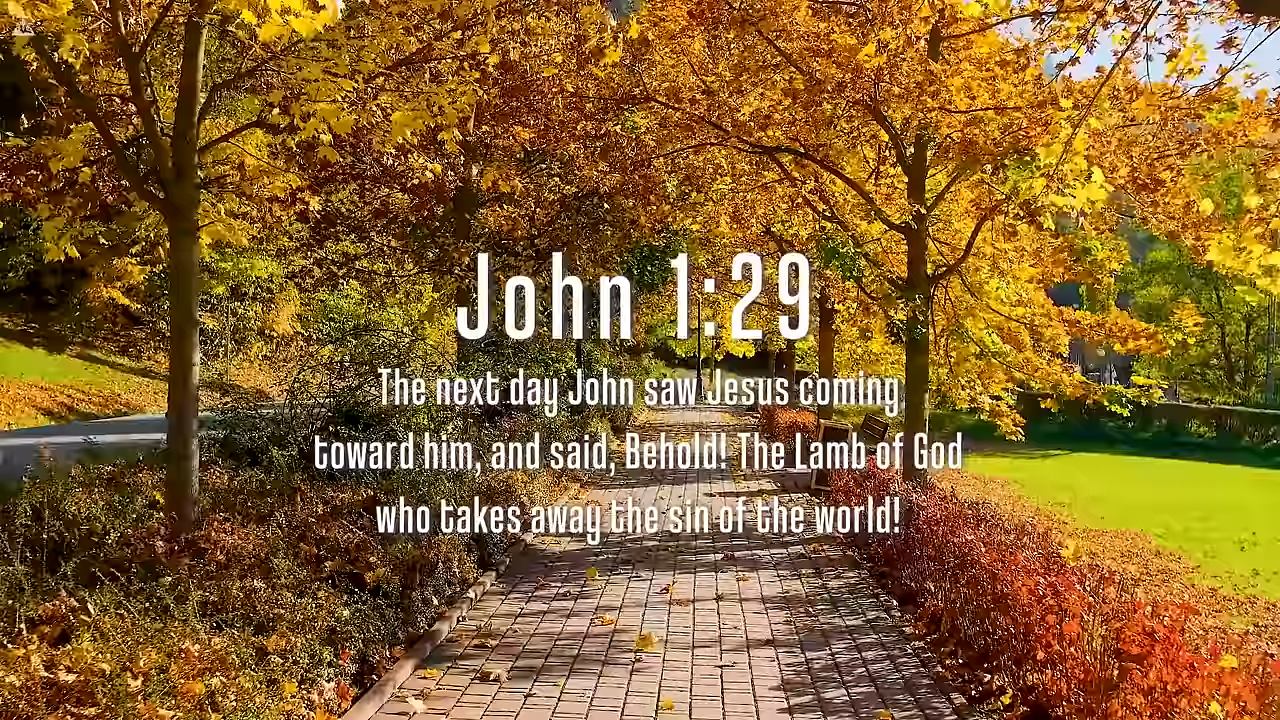 John 1:29
The next day John saw Jesus coming
toward him, and said, Behold! The Lamb of God
who takes away the sin of the world!